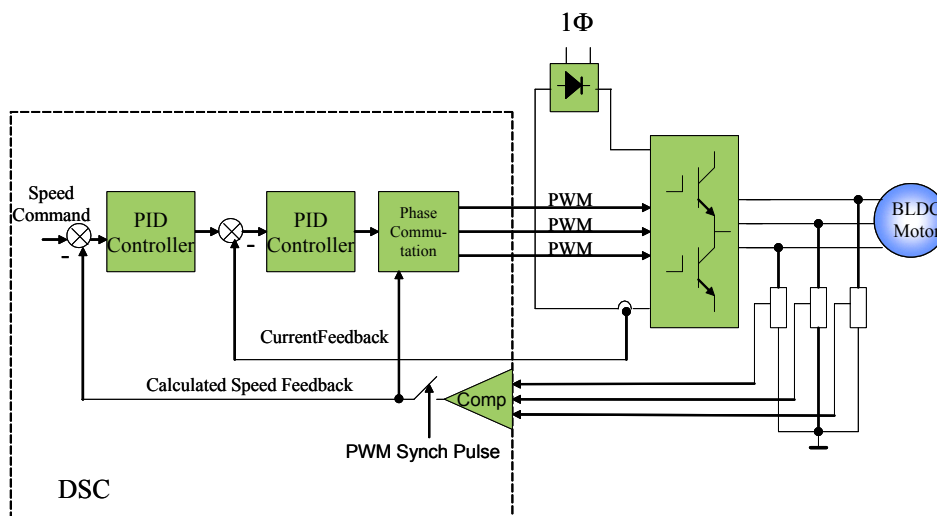 1Φ
Speed
Command
-
PID
Controller
-
PID
Controller
Phase
Commu-
tation
PWM
PWM
PWM
BLDC
Motor
CurrentFeedback
Calculated Speed Feedback
Comp
PWM Synch Pulse
DSC